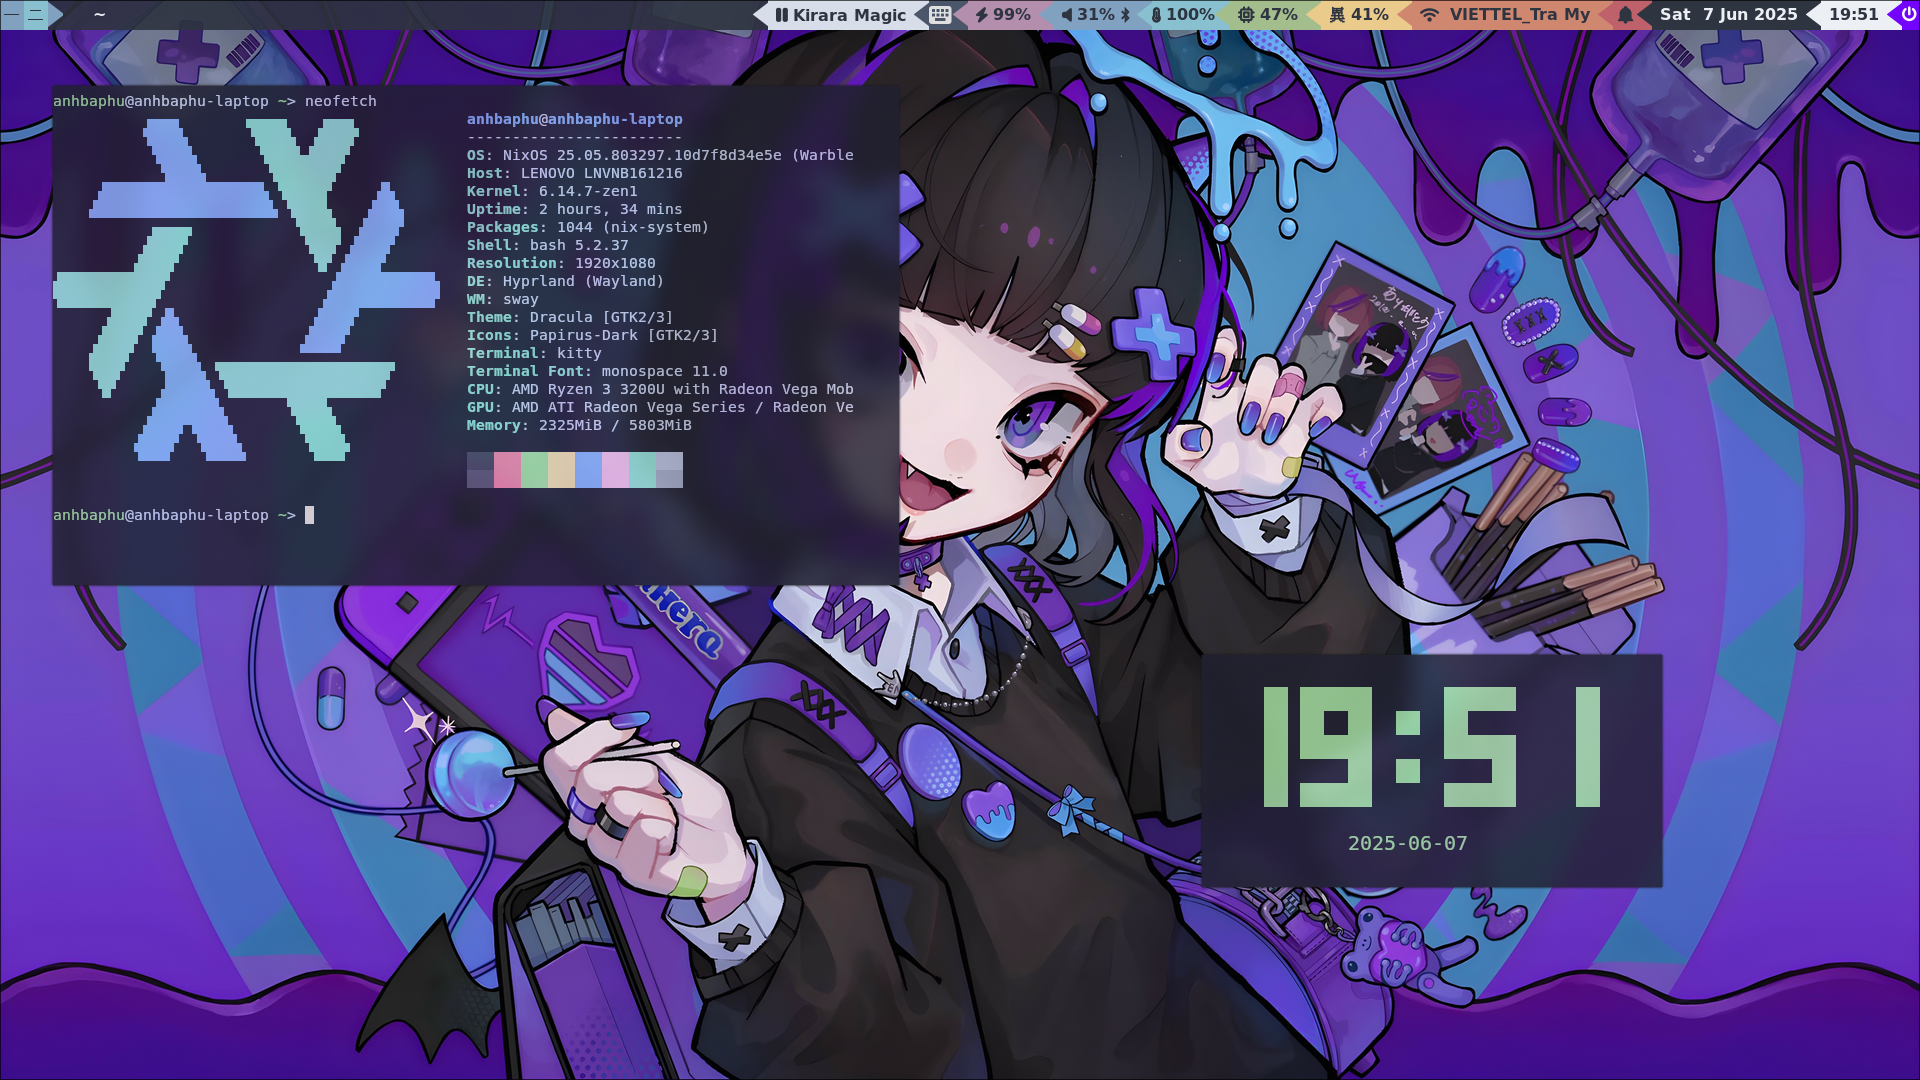 ~
Kirara Magic
99%
31%
100%
47%
41%
VIETTEL_Tra My
Sat 7 Jun 2025
19:51
anhbaphu@anhbaphu-laptop ~> neofetch
anhbaphu@anhbaphu-laptop
------------------------
OS: NixOS 25.05.803297.10d7f8d34e5e (Warble
Host: LENOVO LNVNB161216
Kernel: 6.14.7-zen1
Uptime: 2 hours, 34 mins
Packages: 1044 (nix-system)
Shell: bash 5.2.37
Resolution: 1920x1080
DE: Hyprland (Wayland)
WM: sway
Theme: Dracula [GTK2/3]
Icons: Papirus-Dark [GTK2/3]
Terminal: kitty
Terminal Font: monospace 11.0
CPU: AMD Ryzen 3 3200U with Radeon Vega Mob
GPU: AMD ATI Radeon Vega Series / Radeon Ve
Memory: 2325MiB / 5803MiB
anhbaphu@anhbaphu-laptop ~>
ありがとう
19:51
2025-06-07